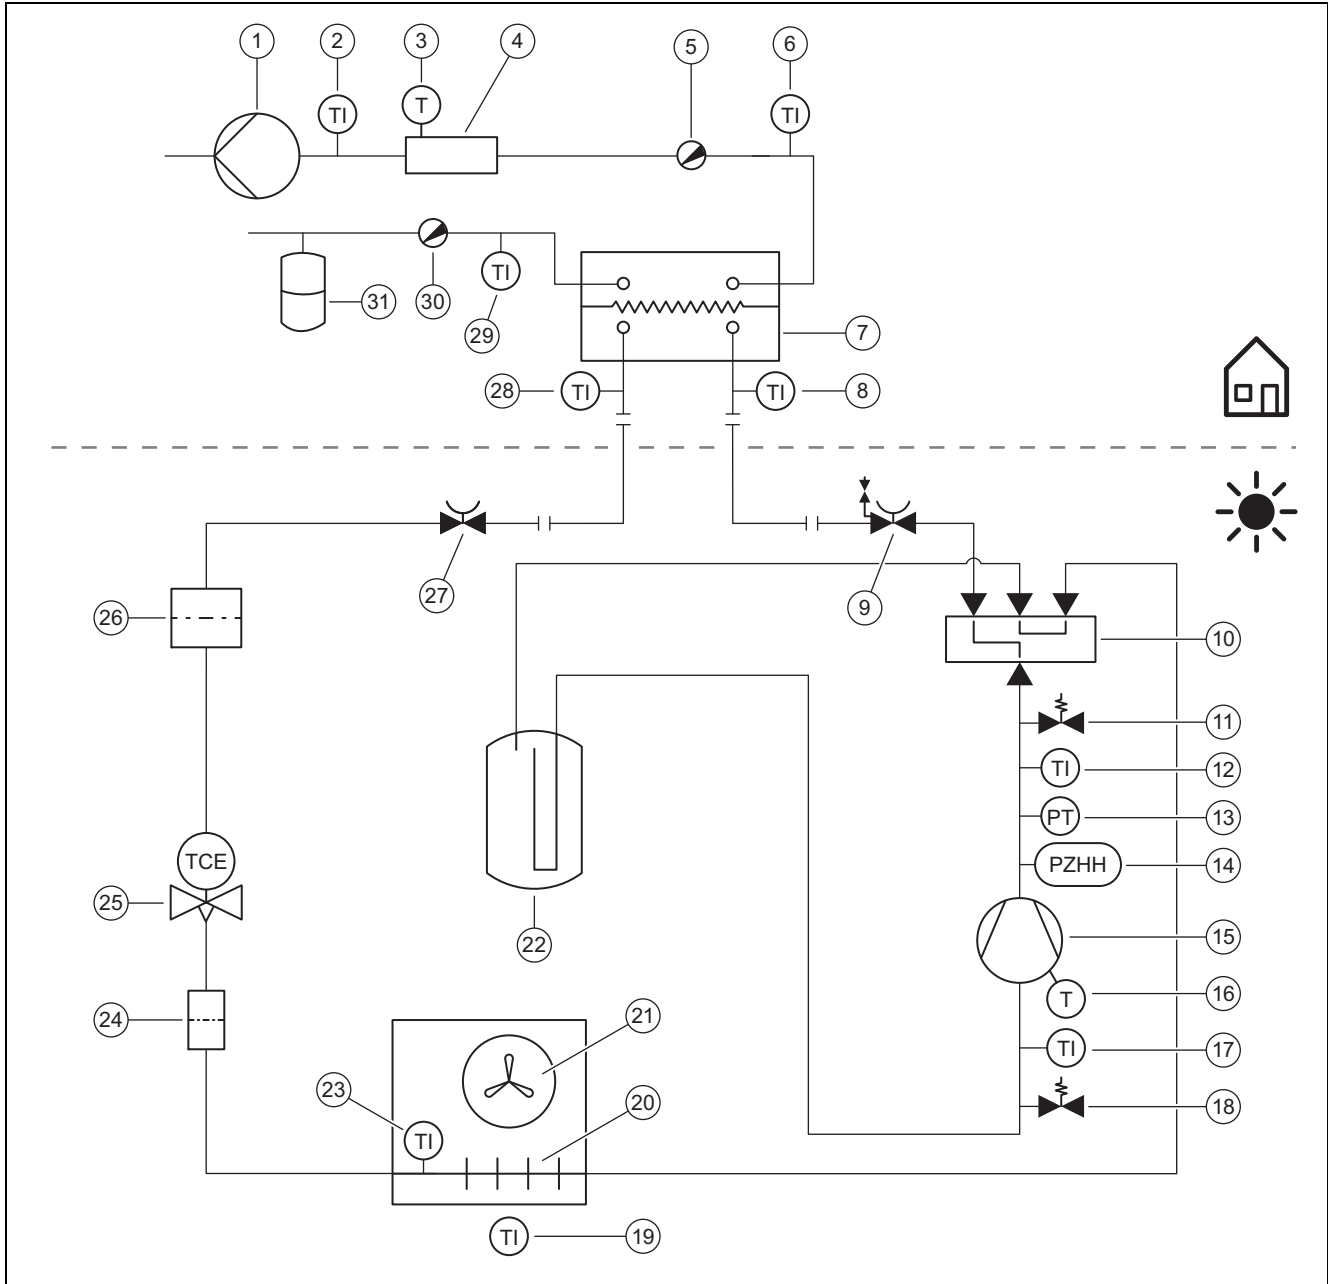 1 2 3 4 5 6
TI T TI
TI
31 30 29 7
28 TI TI 8
27 9
26 10
11
TI 12
PT 13
TCE PZHH 14
25 22 15
T 16
24 21 TI 17
23 20 18
TI
TI 19